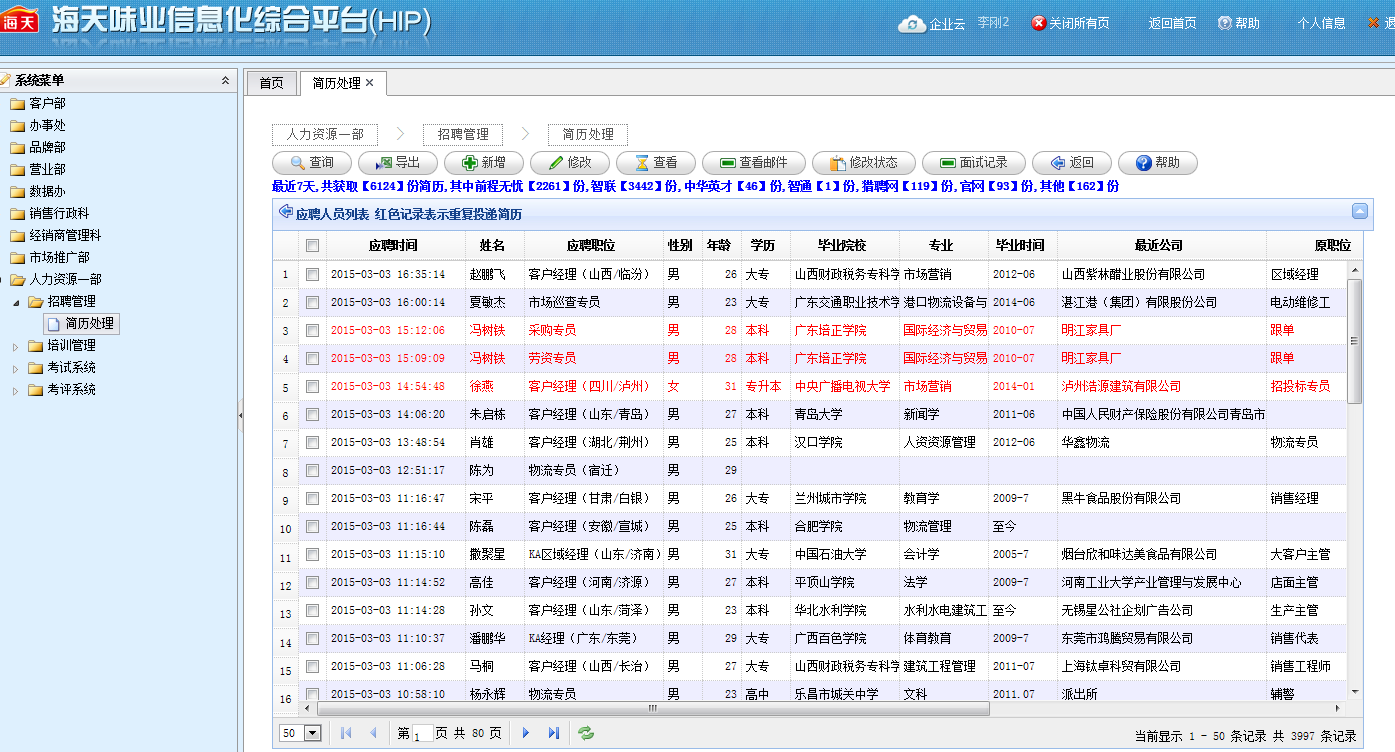 海天 海天味业信息化综合平台(HIP) 企业云 李刚2 关闭所有页 返回首页 帮助 个人信息
系统菜单
客户部
办事处
品牌部
营业部
数据办
销售行政科
经销商管理科
市场推广部
人力资源一部
招聘管理
简历处理
培训管理
考试系统
考评系统
首页 简历处理
人力资源一部 招聘管理 简历处理
查询 导出 新增 修改 查看 查看邮件 修改状态 面试记录 返回 帮助
最近7天,共获取【6124】份简历,其中前程无忧【2261】份,智联【3442】份,中华英才【46】份,智通【1】份,猎聘网【119】份,官网【93】份,其他【162】份
应聘人员列表 红色记录表示重复投递简历
应聘时间 姓名 应聘职位 性别 年龄 学历 毕业院校 专业 毕业时间 最近公司 原职位
1 2015-03-03 16:35:14 赵鹏飞 客户经理（山西/临汾） 男 26 大专 山西财政税务专科学 市场营销 2012-06 山西紫林醋业股份有限公司 区域经理
2 2015-03-03 16:00:14 夏敏杰 市场巡查专员 男 23 大专 广东交通职业技术学 港口物流设备与 2014-06 湛江港（集团）有限股份公司 电动维修工
3 2015-03-03 15:12:06 冯树铁 采购专员 男 28 本科 广东培正学院 国际经济与贸易 2010-07 明江家具厂 跟单
4 2015-03-03 15:09:09 冯树铁 劳资专员 男 28 本科 广东培正学院 国际经济与贸易 2010-07 明江家具厂 跟单
5 2015-03-03 14:54:48 徐燕 客户经理（四川/泸州） 女 31 专升本 中央广播电视大学 市场营销 2014-01 泸州浩源建筑有限公司 招投标专员
6 2015-03-03 14:06:20 朱启栋 客户经理（山东/青岛） 男 27 本科 青岛大学 新闻学 2011-06 中国人民财产保险股份有限公司青岛市
7 2015-03-03 13:48:54 肖雄 客户经理（湖北/荆州） 男 25 本科 汉口学院 人资资源管理 2012-06 华鑫物流 物流专员
8 2015-03-03 12:51:17 陈为 物流专员（宿迁） 男 29
9 2015-03-03 11:16:47 宋平 客户经理（甘肃/白银） 男 26 大专 兰州城市学院 教育学 2009-7 黑牛食品股份有限公司 销售经理
10 2015-03-03 11:16:44 陈磊 客户经理（安徽/宣城） 男 25 本科 合肥学院 物流管理 至今
11 2015-03-03 11:15:10 撒聚星 KA区域经理（山东/济南） 男 31 大专 中国石油大学 会计学 2005-7 烟台欣和味达美食品有限公司 大客户主管
12 2015-03-03 11:14:52 高佳 客户经理（河南/济源） 男 27 本科 平顶山学院 法学 2009-7 河南工业大学产业管理与发展中心 店面主管
13 2015-03-03 11:14:28 孙文 客户经理（山东/菏泽） 男 23 本科 华北水利学院 水利水电建筑工 至今 无锡星公社企划广告公司 生产主管
14 2015-03-03 11:10:37 潘鹏华 KA经理（广东/东莞） 男 29 大专 广西百色学院 体育教育 2009-7 东莞市鸿腾贸易有限公司 销售代表
15 2015-03-03 11:06:28 马桐 客户经理（山西/长治） 男 27 大专 山西财政税务专科学 建筑工程管理 2011-07 上海钛卓科贸有限公司 销售工程师
16 2015-03-03 10:58:10 杨永辉 物流专员 男 23 高中 乐昌市城关中学 文科 2011.07 派出所 辅警
50 第 1 页 共 80 页 当前显示 1 - 50 条记录 共 3997 条记录